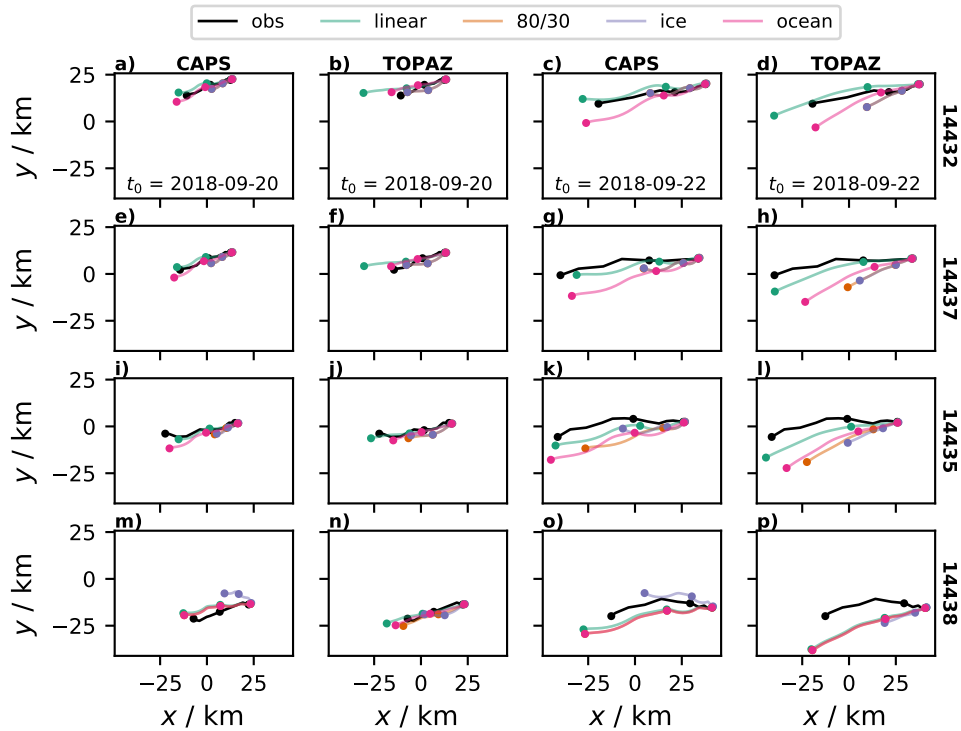 obs linear 80/30 ice ocean
a) CAPS b) TOPAZ c) CAPS d) TOPAZ
25 0 −25 y / km
t0 = 2018-09-20 t0 = 2018-09-20 t0 = 2018-09-22 t0 = 2018-09-22
14432
e) f) g) h)
25 0 −25 y / km
14437
i) j) k) l)
25 0 −25 y / km
14435
m) n) o) p)
25 0 −25 y / km
14438
−25 0 25 −25 0 25 −25 0 25 −25 0 25
x / km x / km x / km x / km